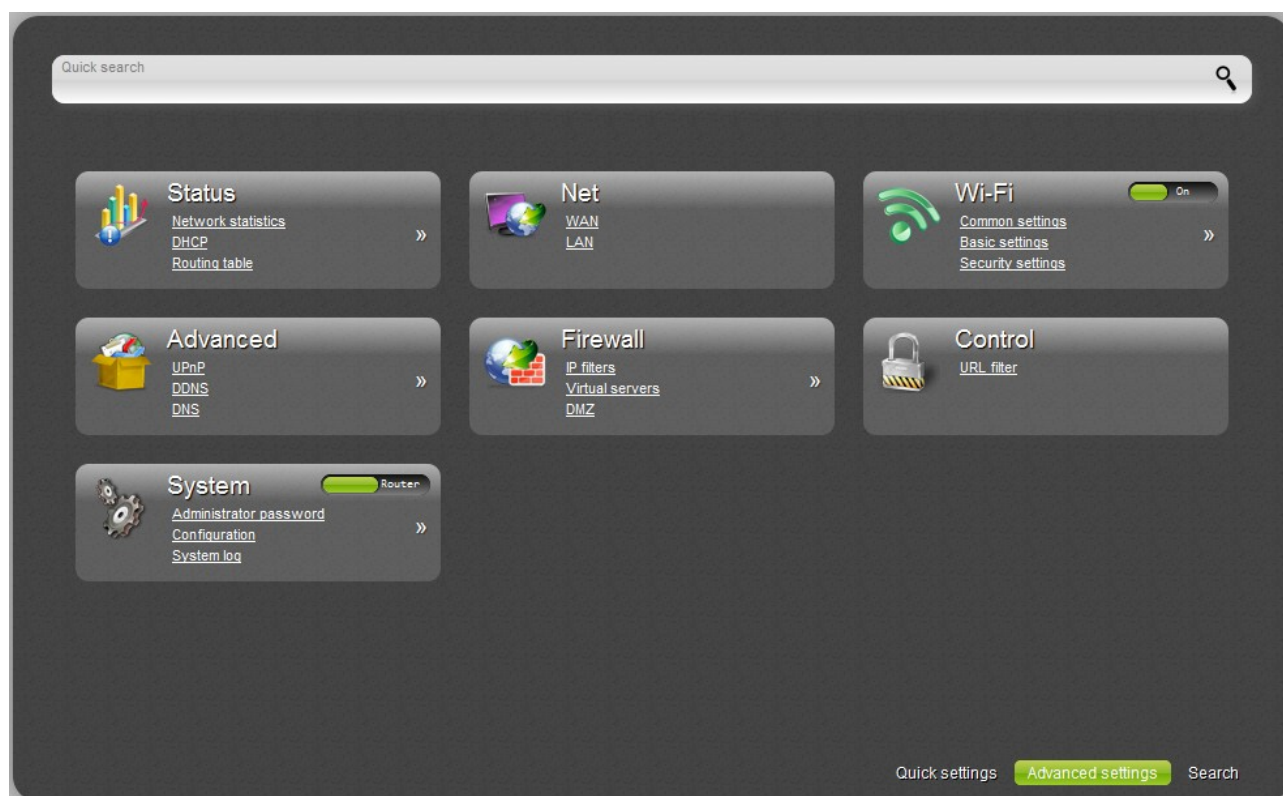 Quick search
Status
Network statistics
DHCP
Routing table
»
Net
WAN
LAN
Wi-Fi
On
Common settings
Basic settings
Security settings
»
Advanced
UPnP
DDNS
DNS
»
Firewall
IP filters
Virtual servers
DMZ
»
Control
URL filter
System
Router
Administrator password
Configuration
System log
»
Quick settings
Advanced settings
Search